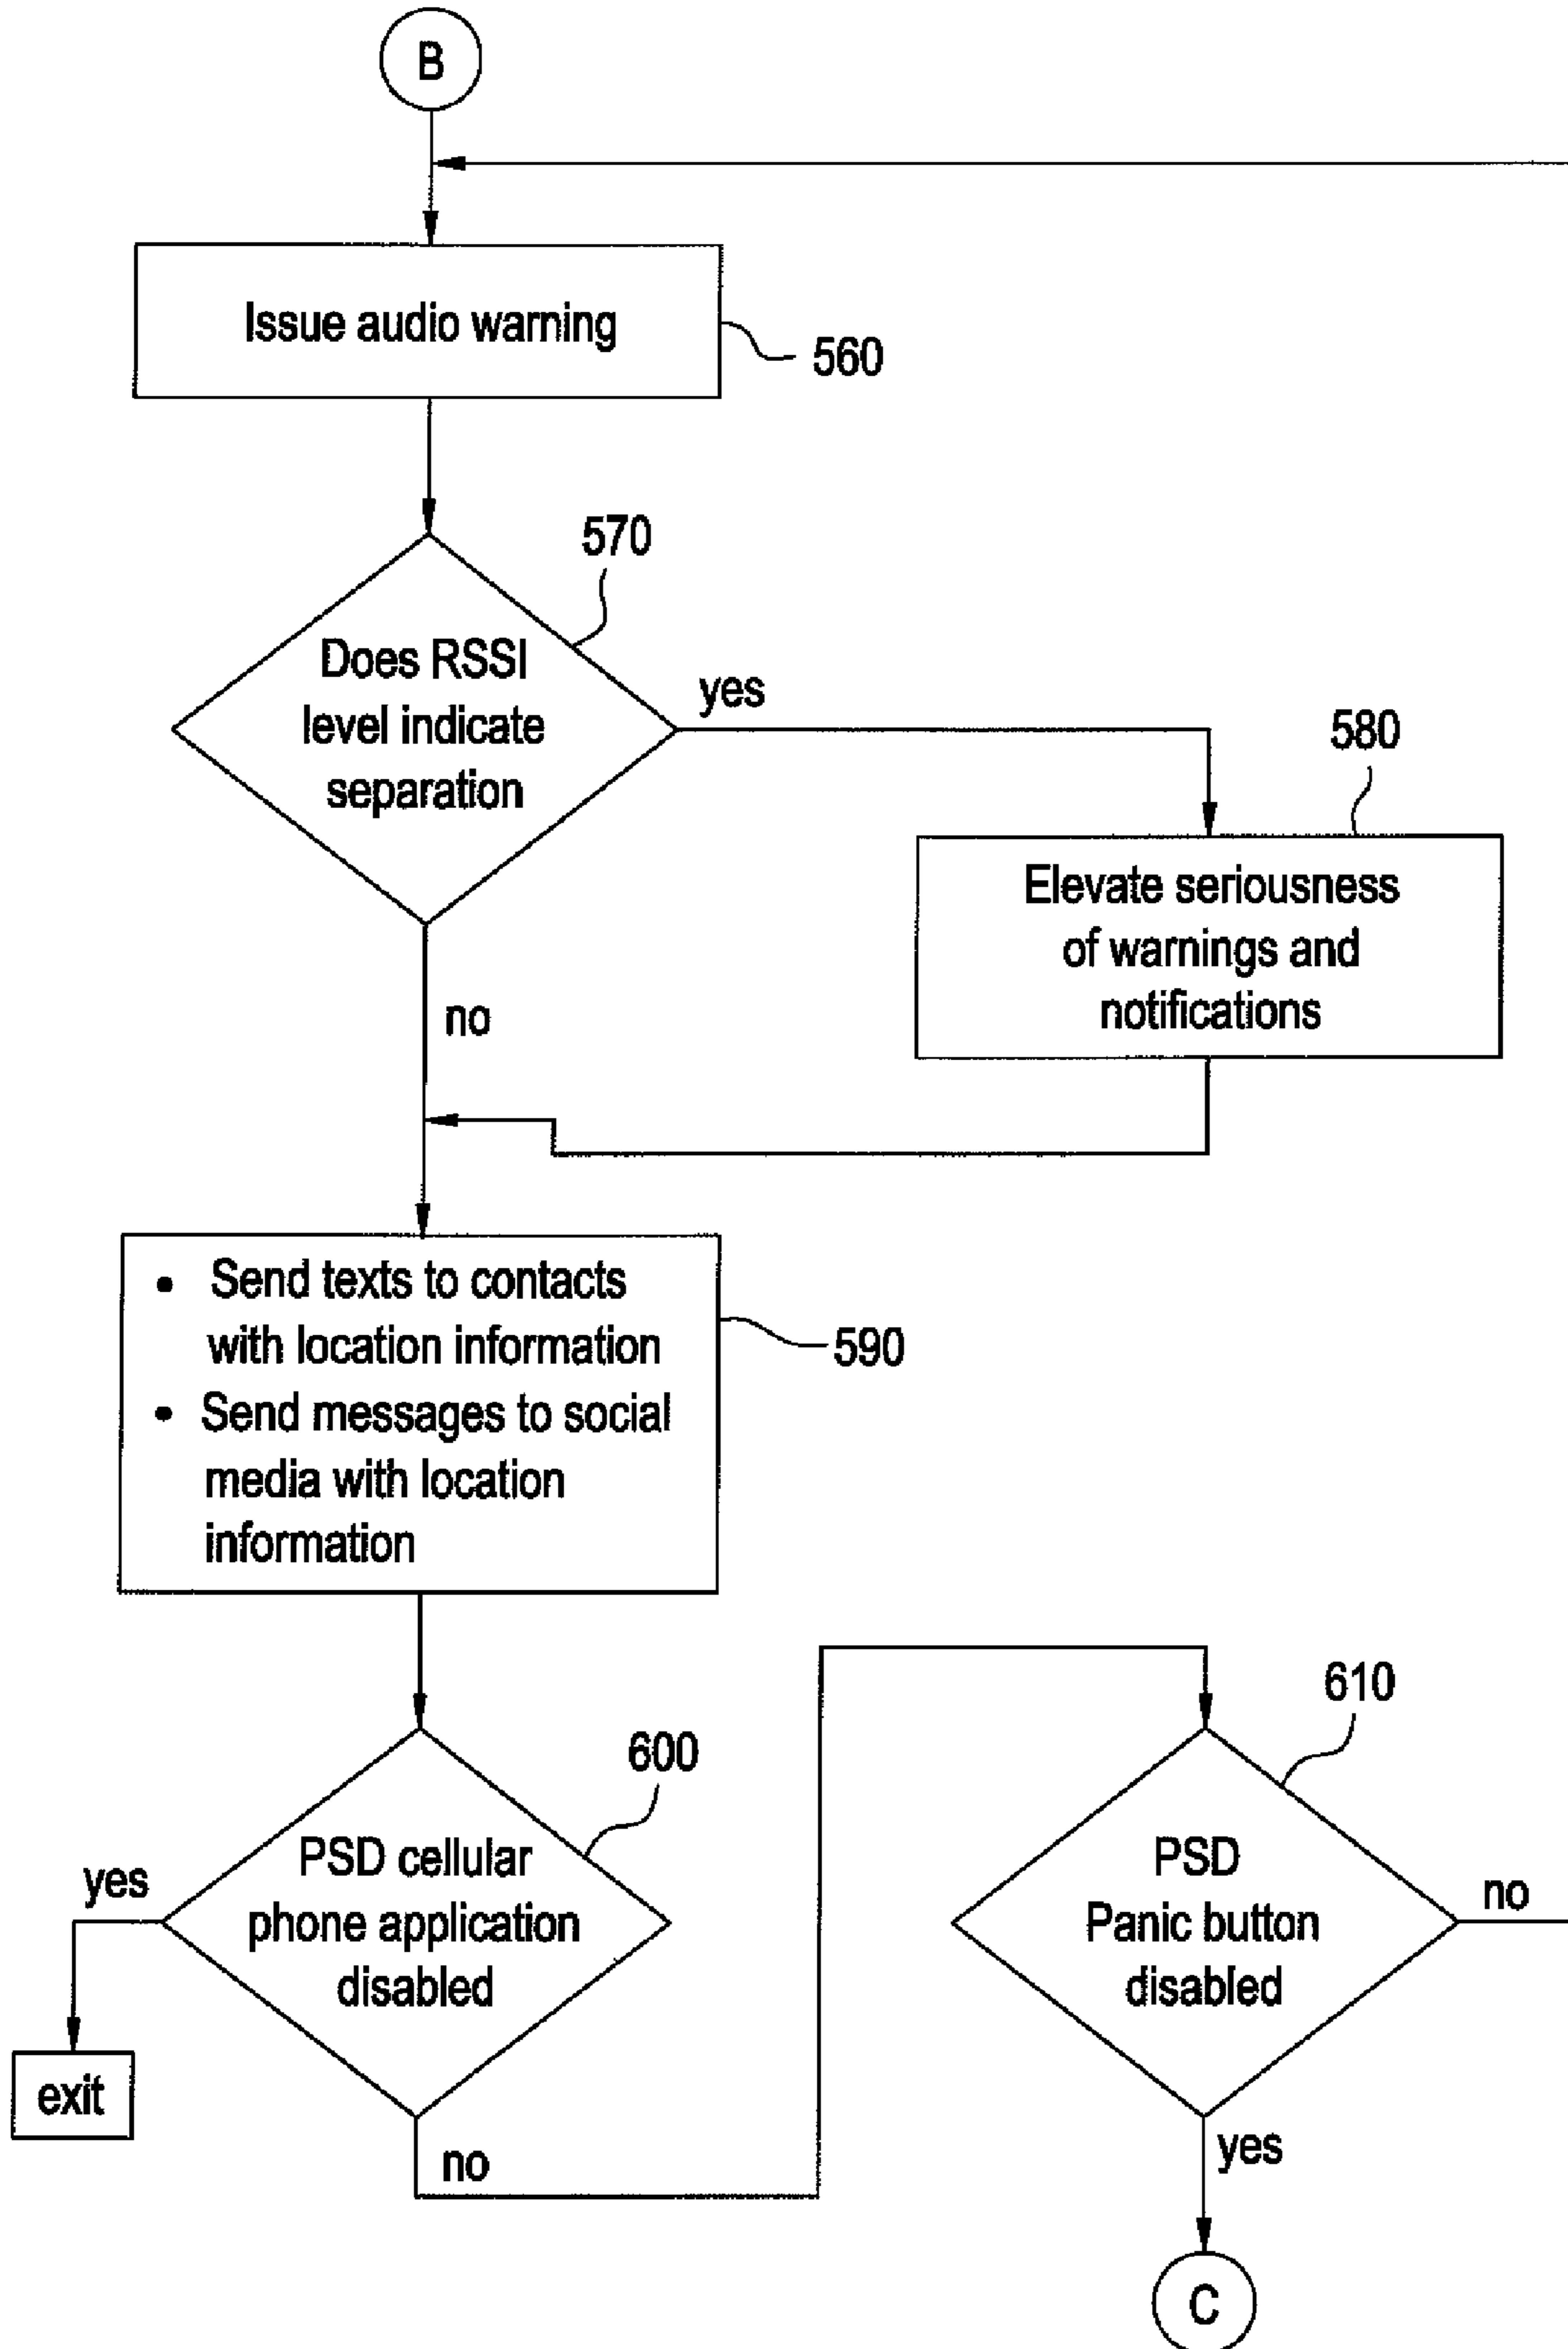 B
Issue audio warning
560
570
Does RSSI
level indicate
separation
yes
580
Elevate seriousness
of warnings and
notifications
no
• Send texts to contacts
with location information
• Send messages to social
media with location
information
590
600
PSD cellular
phone application
disabled
yes
exit
no
610
PSD
Panic button
disabled
no
yes
C